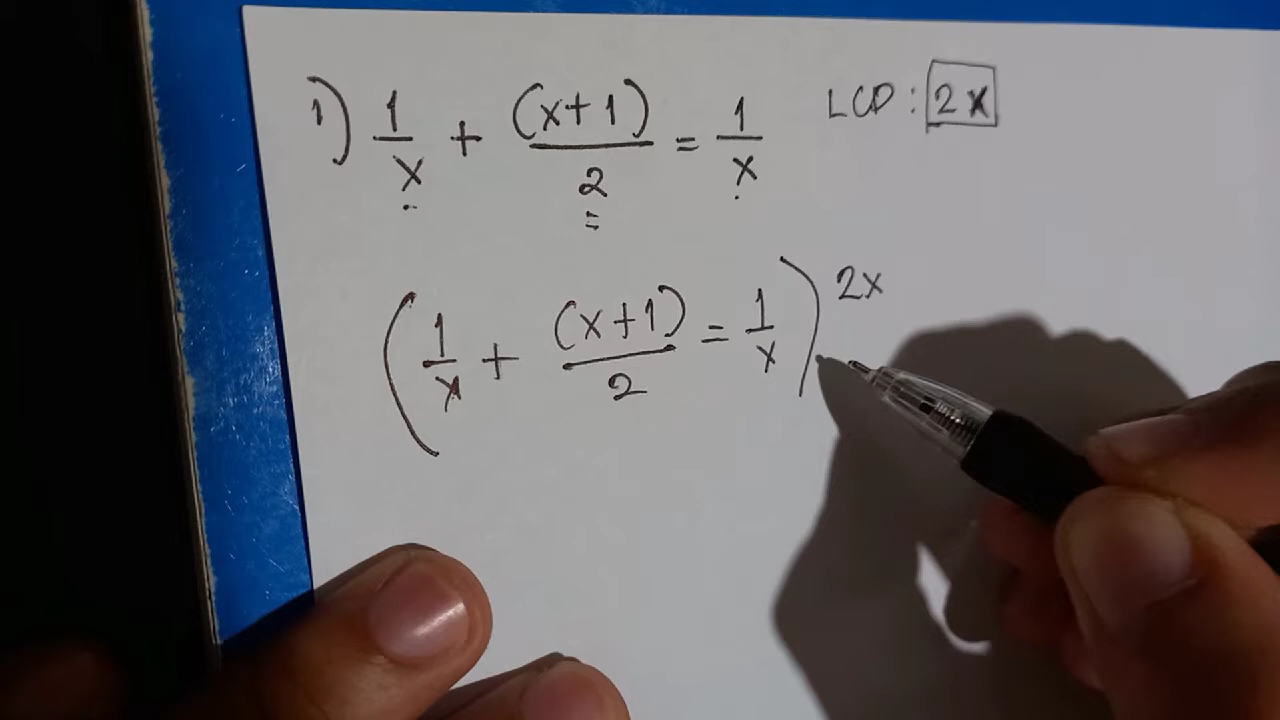 1) 1/x + (x+1)/2 = 1/x LCD: 2x
(1/x + (x+1)/2 = 1/x) 2x